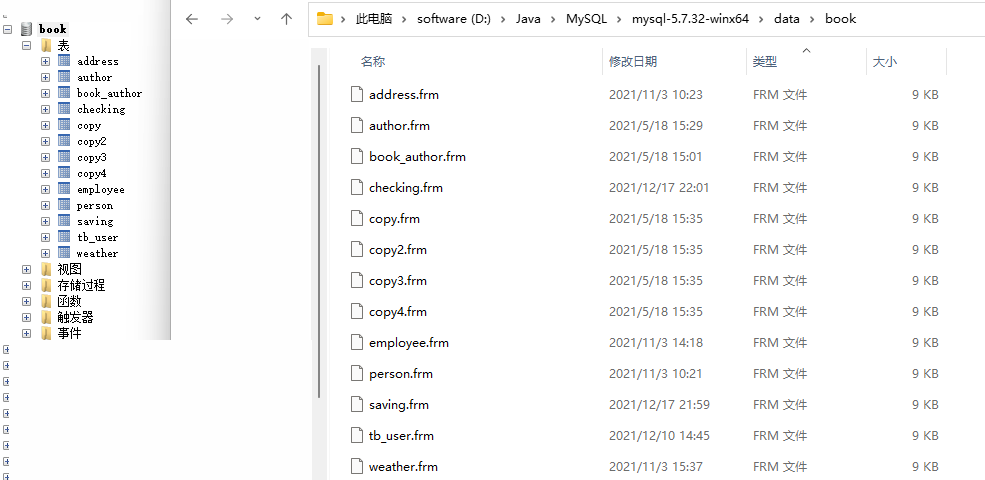 book
表
address
author
book_author
checking
copy
copy2
copy3
copy4
employee
person
saving
tb_user
weather
视图
存储过程
函数
触发器
事件
此电脑 software (D:) Java MySQL mysql-5.7.32-winx64 data book
名称 修改日期 类型 大小
address.frm 2021/11/3 10:23 FRM 文件 9 KB
author.frm 2021/5/18 15:29 FRM 文件 9 KB
book_author.frm 2021/5/18 15:01 FRM 文件 9 KB
checking.frm 2021/12/17 22:01 FRM 文件 9 KB
copy.frm 2021/5/18 15:35 FRM 文件 9 KB
copy2.frm 2021/5/18 15:35 FRM 文件 9 KB
copy3.frm 2021/5/18 15:35 FRM 文件 9 KB
copy4.frm 2021/5/18 15:35 FRM 文件 9 KB
employee.frm 2021/11/3 14:18 FRM 文件 9 KB
person.frm 2021/11/3 10:21 FRM 文件 9 KB
saving.frm 2021/12/17 21:59 FRM 文件 9 KB
tb_user.frm 2021/12/10 14:45 FRM 文件 9 KB
weather.frm 2021/11/3 15:37 FRM 文件 9 KB